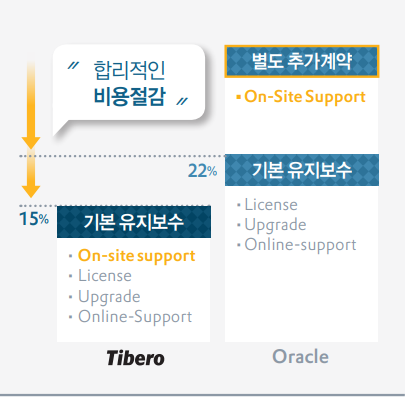 〃 합리적인
비용절감 〃
별도 추가계약
▪ On-Site Support
22%
기본 유지보수
• License
• Upgrade
• Online-support
15%
기본 유지보수
• On-site support
• License
• Upgrade
• Online-Support
Tibero
Oracle